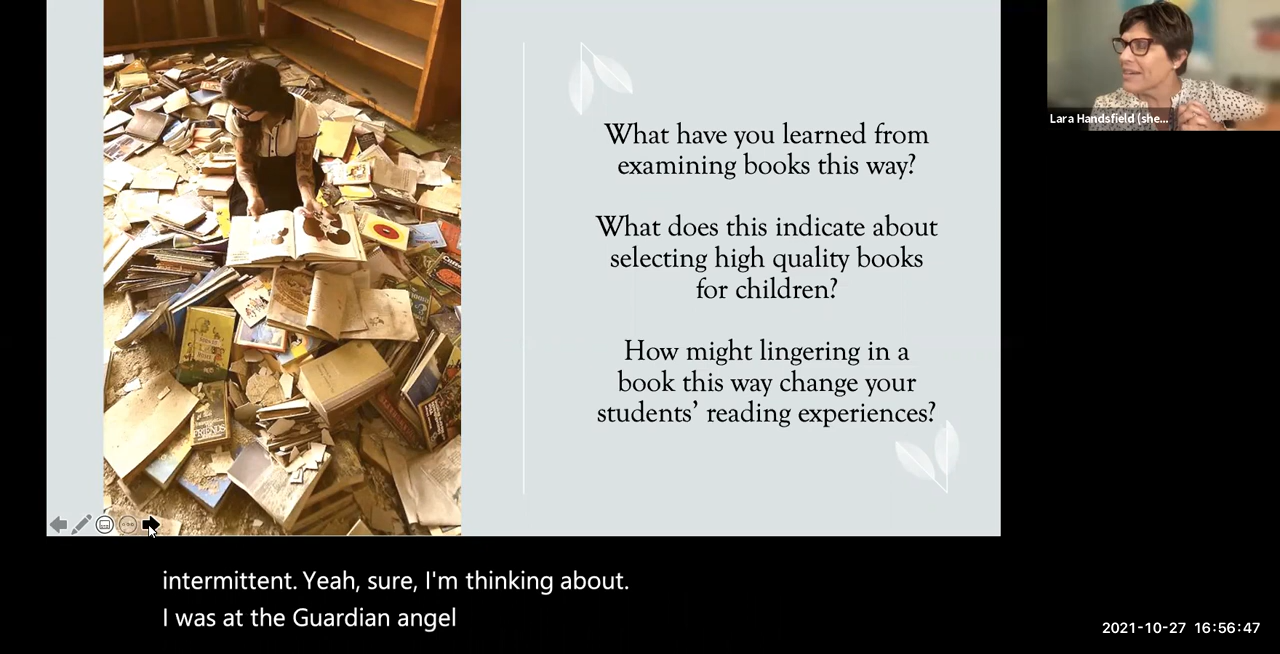 Lara Handsfield (she...
What have you learned from
examining books this way?
What does this indicate about
selecting high quality books
for children?
How might lingering in a
book this way change your
students' reading experiences?
FRIENDS
intermittent. Yeah, sure, I'm thinking about.
I was at the Guardian angel
2021-10-27 16:56:47